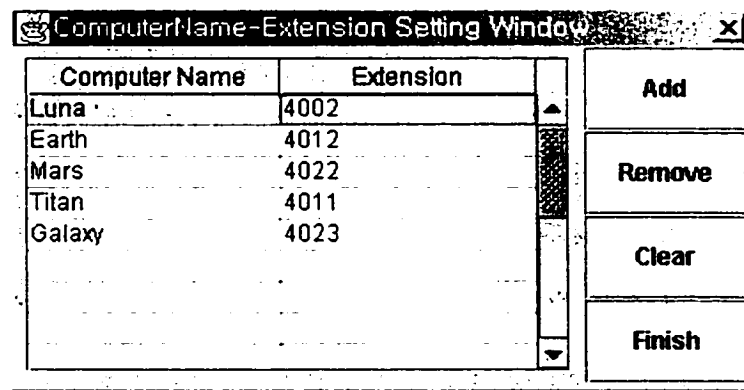 ComputerName-Extension Setting Window
Computer Name Extension
Luna 4002
Earth 4012
Mars 4022
Titan 4011
Galaxy 4023
Add
Remove
Clear
Finish